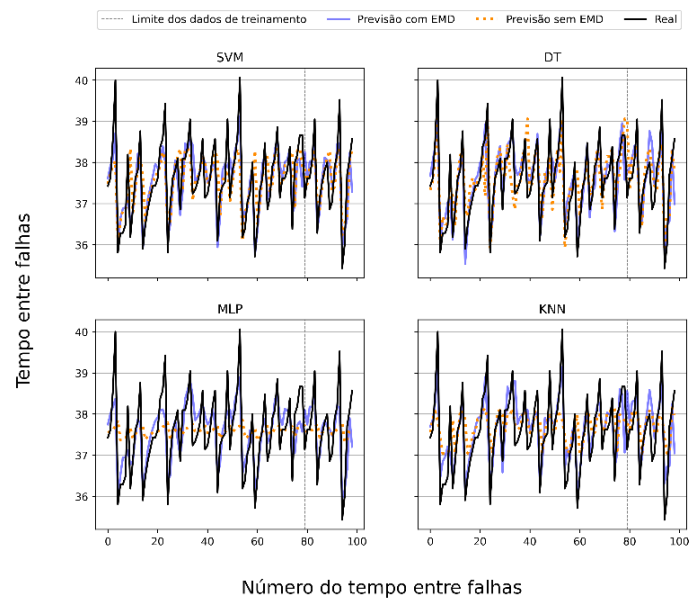 Limite dos dados de treinamento Previsão com EMD Previsão sem EMD Real
SVM DT
40
39
38
37
36
MLP KNN
40
39
38
37
36
0 20 40 60 80 100 0 20 40 60 80 100
Tempo entre falhas
Número do tempo entre falhas